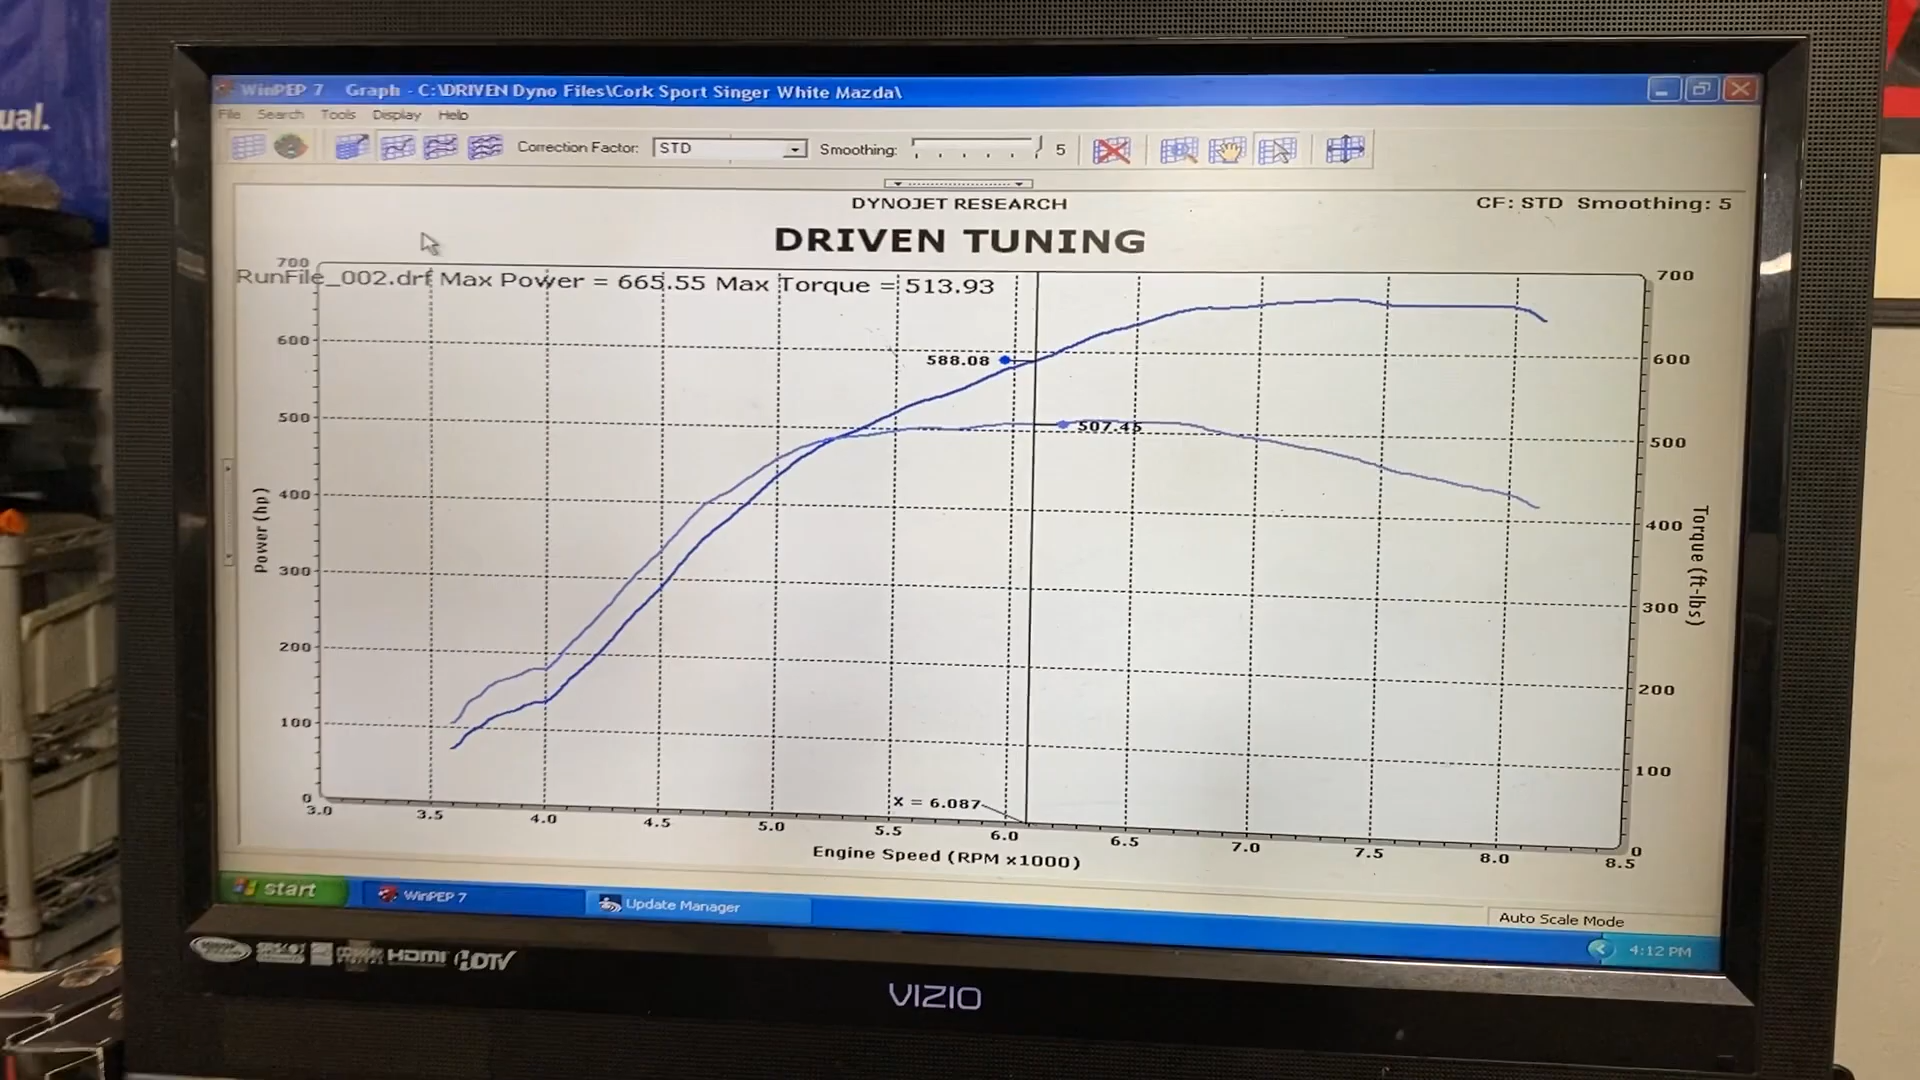 ual.
WinPEP 7 Graph - C:\DRIVEN Dyno Files\Cork Sport Singer White Mazda\
File Search Tools Display Help
Correction Factor: STD Smoothing: 5
DYNOJET RESEARCH
CF: STD Smoothing: 5
DRIVEN TUNING
RunFile_002.drf Max Power = 665.55 Max Torque = 513.93
700
600
500
400
300
200
100
0
Power (hp)
588.08
507.45
X = 6.087
700
600
500
400
300
200
100
0
Torque (ft-lbs)
3.0 3.5 4.0 4.5 5.0 5.5 6.0 6.5 7.0 7.5 8.0 8.5
Engine Speed (RPM x1000)
Auto Scale Mode
start WinPEP 7 Update Manager 4:12 PM
HDMI HDTV
VIZIO